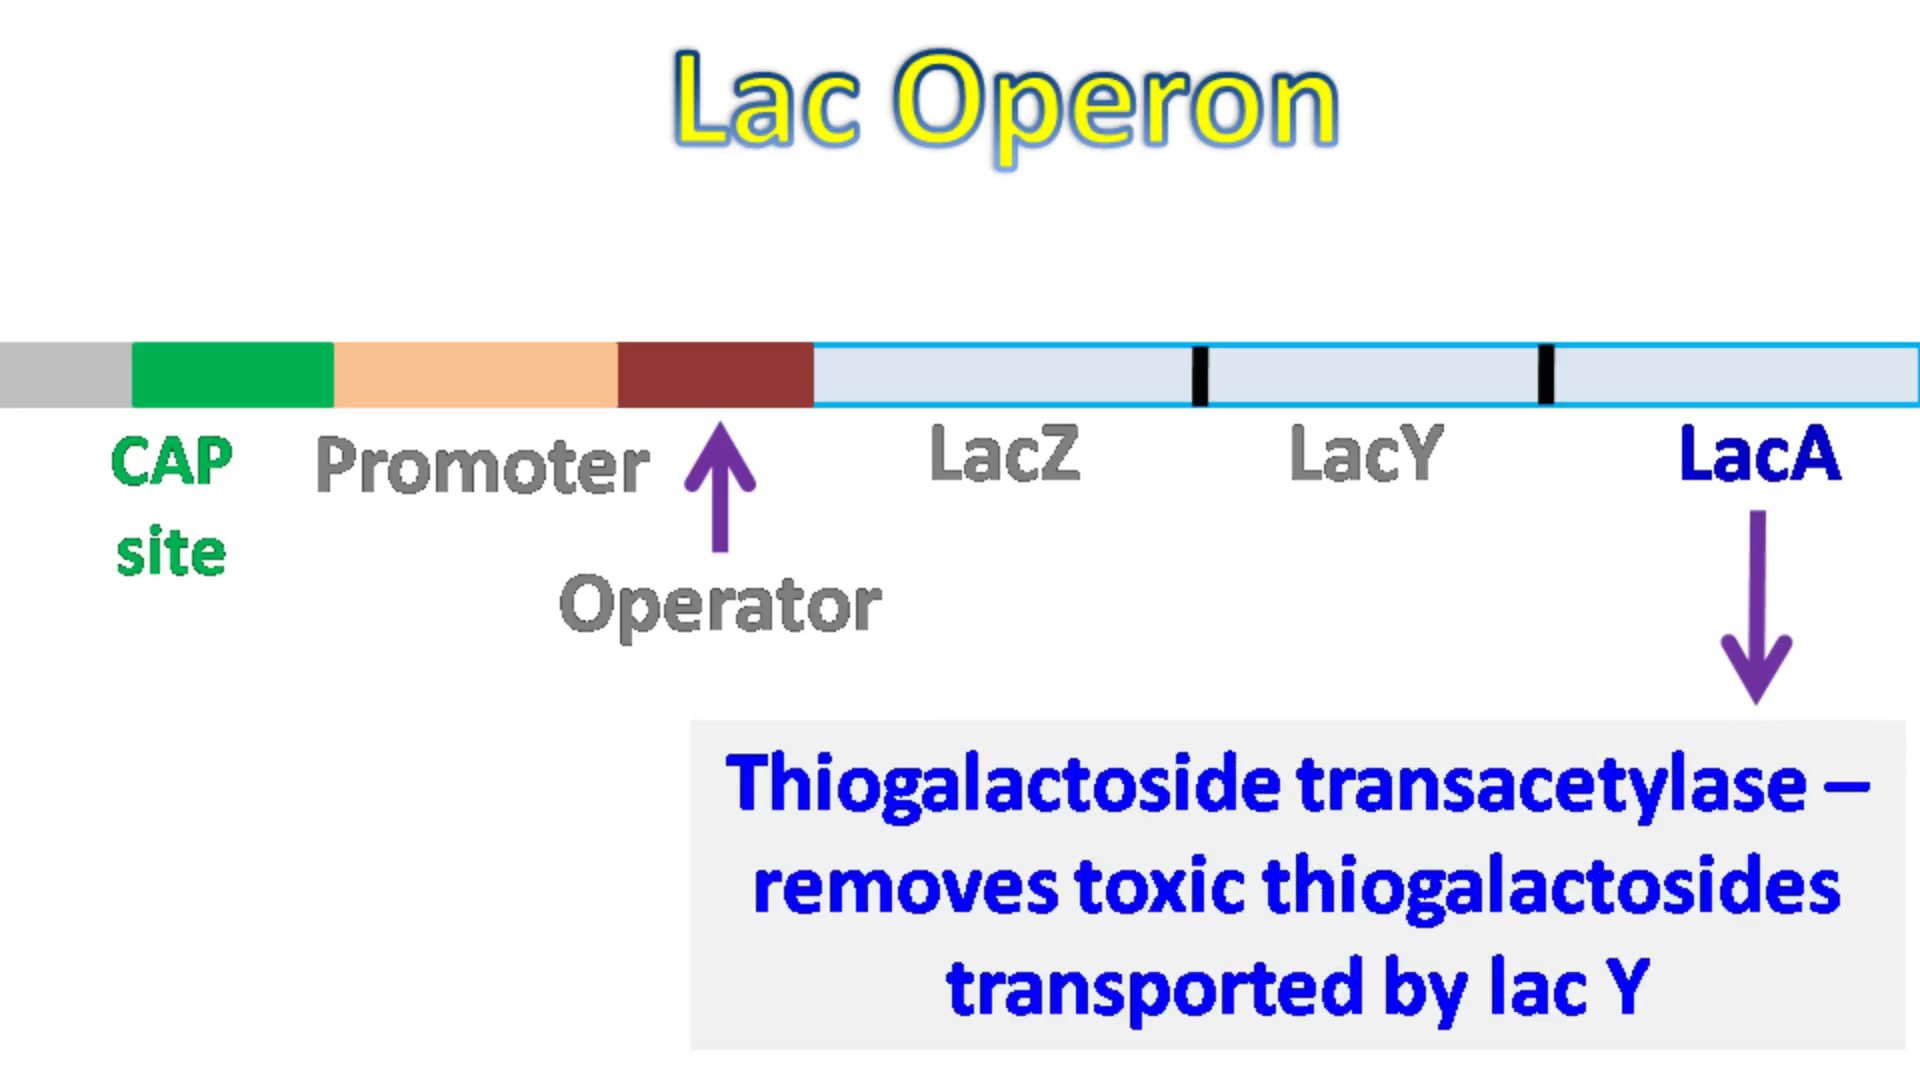 Lac Operon
CAP
site
Promoter
Operator
LacZ
LacY
LacA
Thiogalactoside transacetylase –
removes toxic thiogalactosides
transported by lac Y